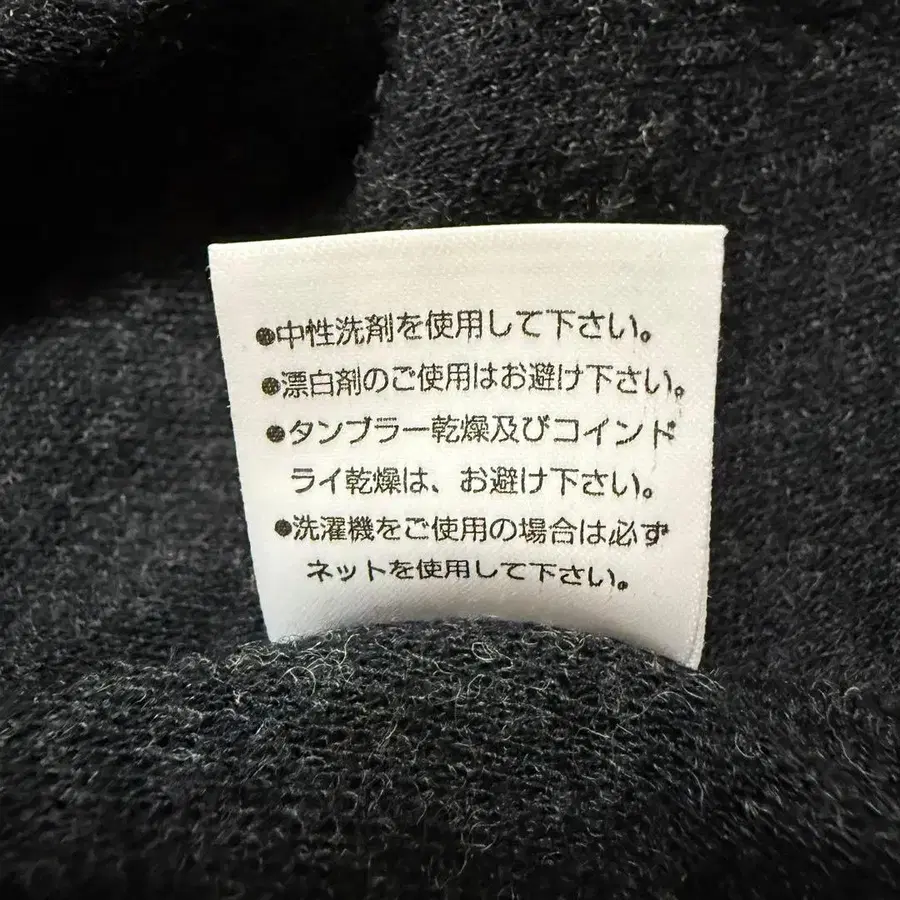 ●中性洗剤を使用して下さい。
●漂白剤のご使用はお避け下さい。
●タンブラー乾燥及びコインド
ライ乾燥は、お避け下さい。
●洗濯機をご使用の場合は必ず
ネットを使用して下さい。